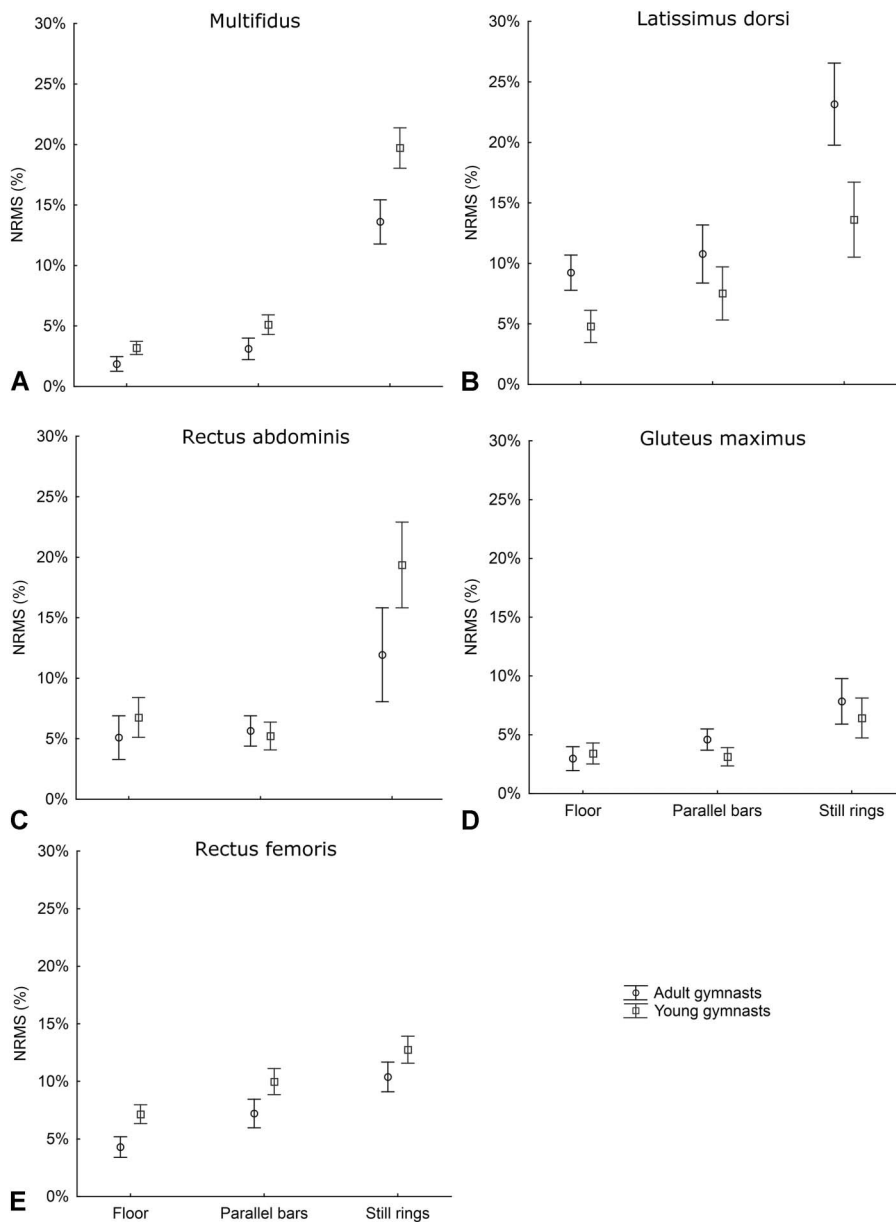 Multifidus
30%
25%
20%
15%
10%
5%
0%
NRMS (%)
A
Latissimus dorsi
30%
25%
20%
15%
10%
5%
0%
NRMS (%)
B
Rectus abdominis
30%
25%
20%
15%
10%
5%
0%
NRMS (%)
C
Gluteus maximus
30%
25%
20%
15%
10%
5%
0%
NRMS (%)
D
Floor Parallel bars Still rings
Rectus femoris
30%
25%
20%
15%
10%
5%
0%
NRMS (%)
E
Floor Parallel bars Still rings
Adult gymnasts
Young gymnasts